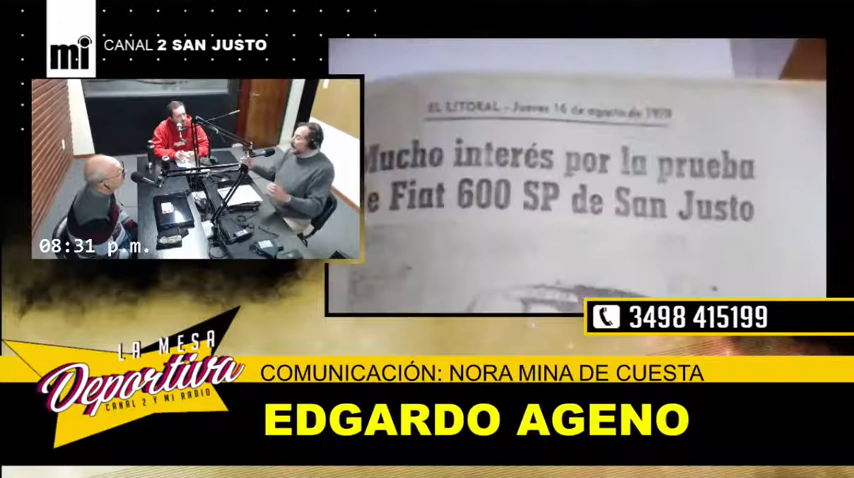 mi
CANAL 2 SAN JUSTO
EL LITORAL - Jueves 16 de agosto de 1979
Mucho interés por la prueba
de Fiat 600 SP de San Justo
08:31 p.m.
3498 415199
LA MESA
Deportiva
CANAL 2 Y MI RADIO
COMUNICACIÓN: NORA MINA DE CUESTA
EDGARDO AGENO